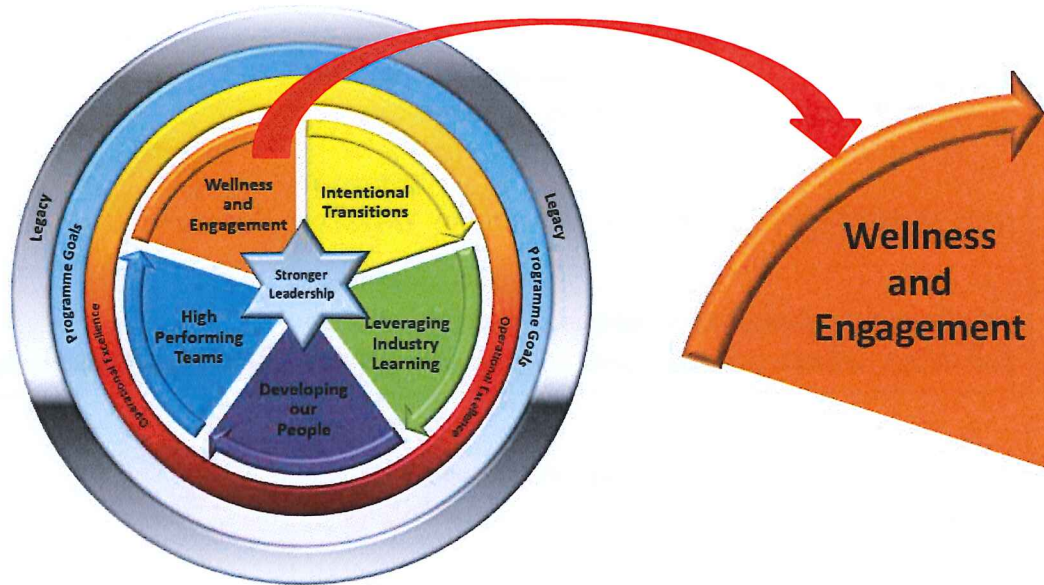 Legacy
Programme Goals
Operational Excellence
Wellness
and
Engagement
Intentional
Transitions
Stronger
Leadership
High
Performing
Teams
Leveraging
Industry
Learning
Developing
our
People
Operational Excellence
Programme Goals
Legacy
Wellness
and
Engagement